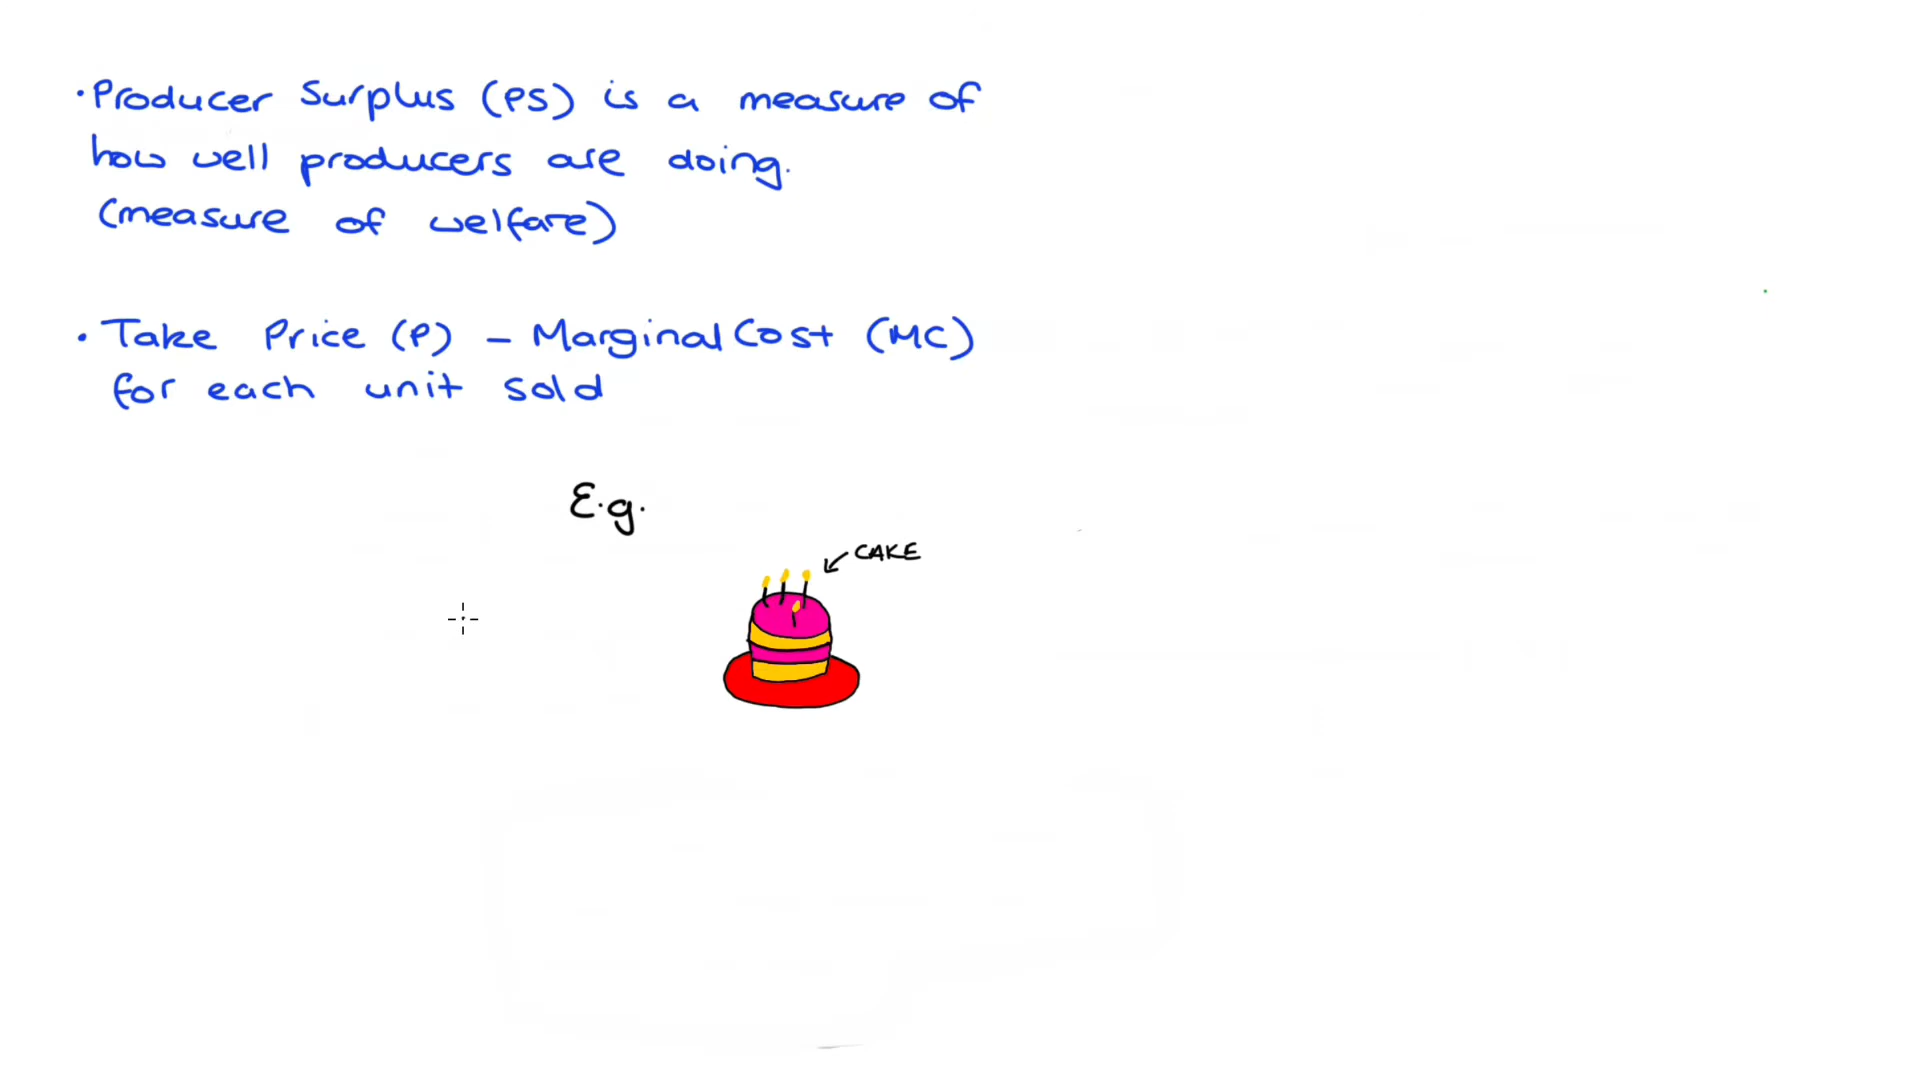 • Producer Surplus (PS) is a measure of
how well producers are doing.
(measure of welfare)
• Take Price (P) - Marginal Cost (MC)
for each unit sold
E.g.
CAKE